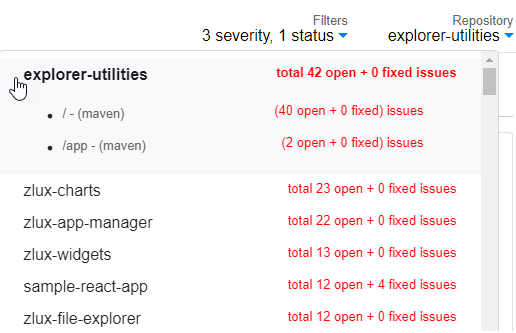 Filters Repository
3 severity, 1 status explorer-utilities
explorer-utilities total 42 open + 0 fixed issues
/ - (maven) (40 open + 0 fixed) issues
/app - (maven) (2 open + 0 fixed) issues
zlux-charts total 23 open + 0 fixed issues
zlux-app-manager total 22 open + 0 fixed issues
zlux-widgets total 13 open + 0 fixed issues
sample-react-app total 12 open + 4 fixed issues
zlux-file-explorer total 12 open + 0 fixed issues